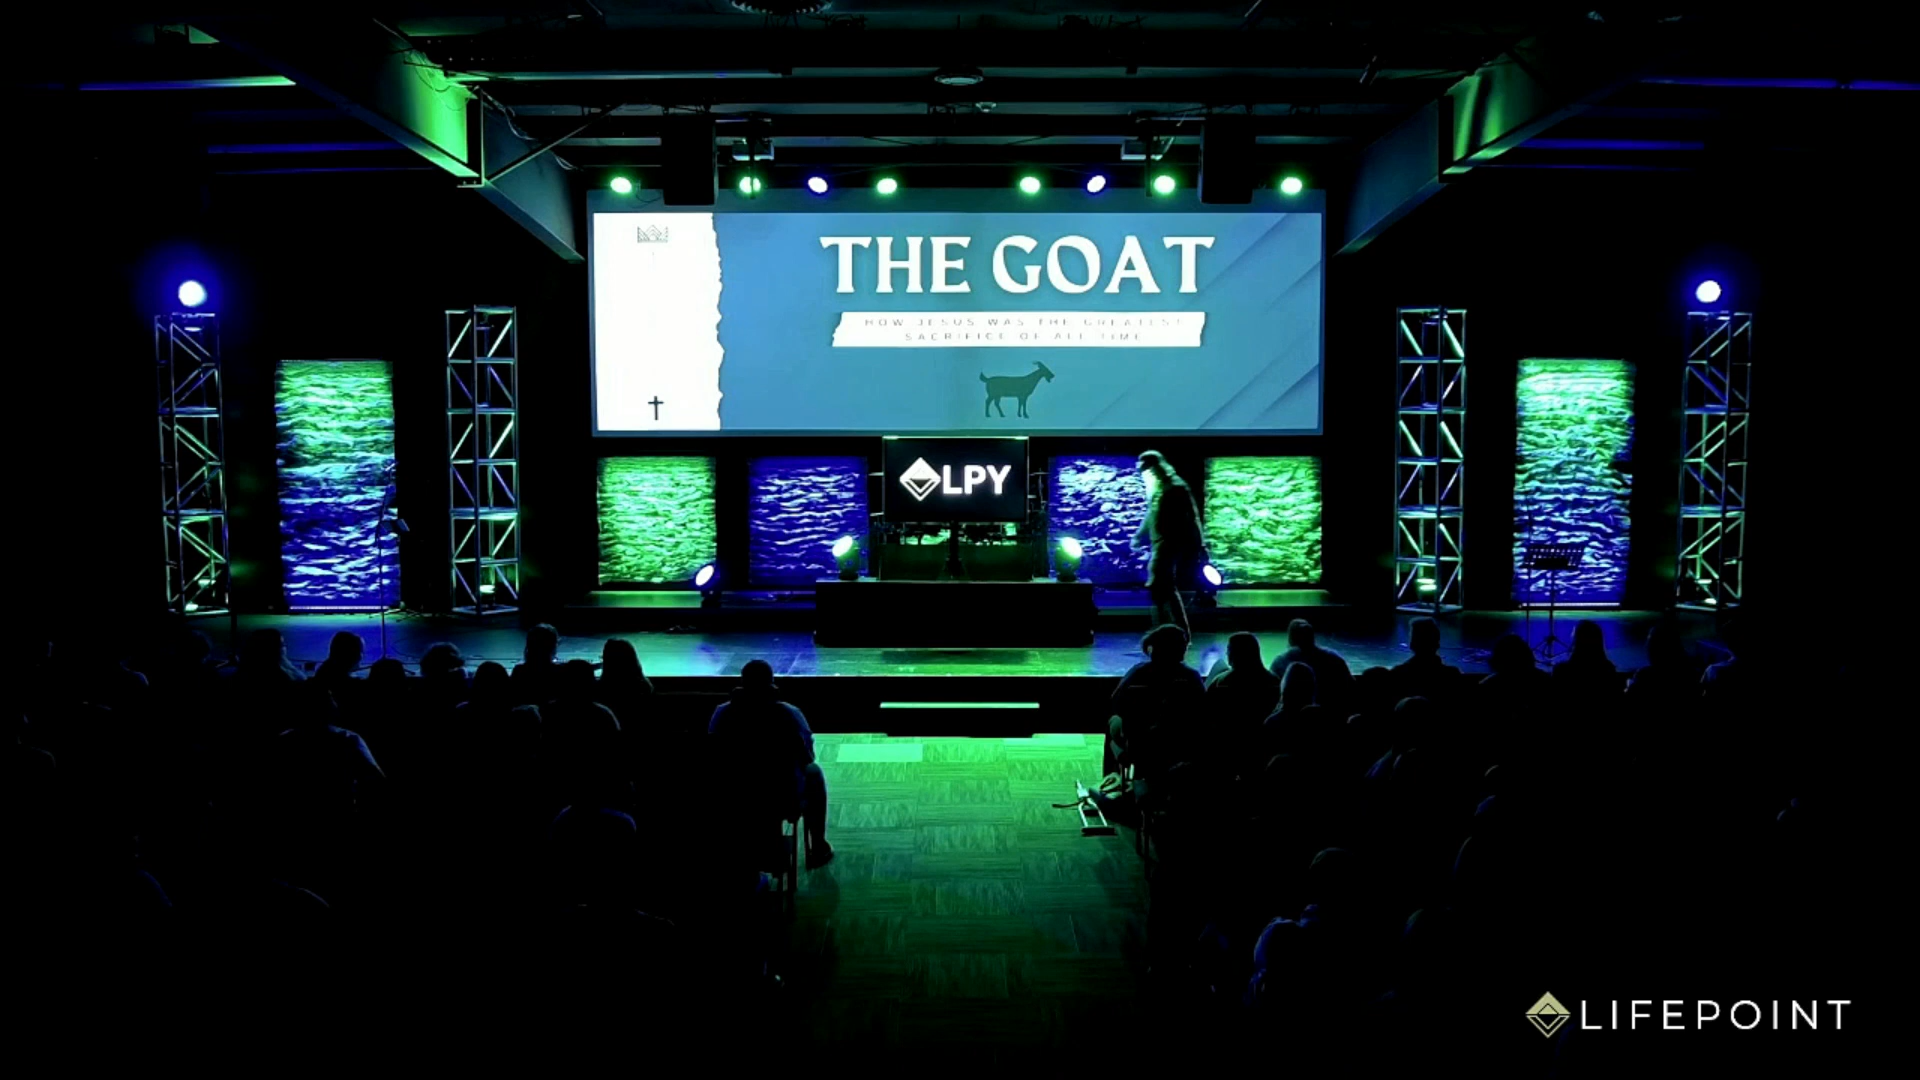 THE GOAT
HOW JESUS WAS THE GREATEST
SACRIFICE OF ALL TIME
LPY
LIFEPOINT